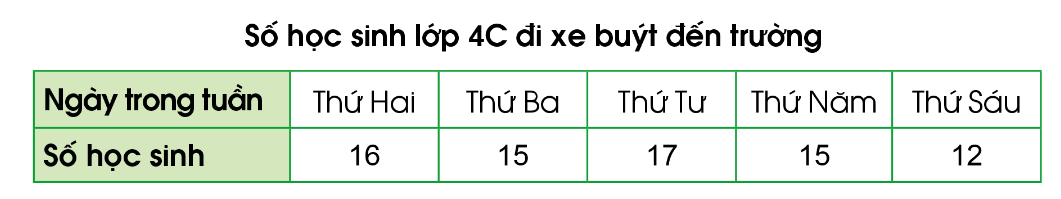 Số học sinh lớp 4C đi xe buýt đến trường
Ngày trong tuần Thứ Hai Thứ Ba Thứ Tư Thứ Năm Thứ Sáu
Số học sinh 16 15 17 15 12